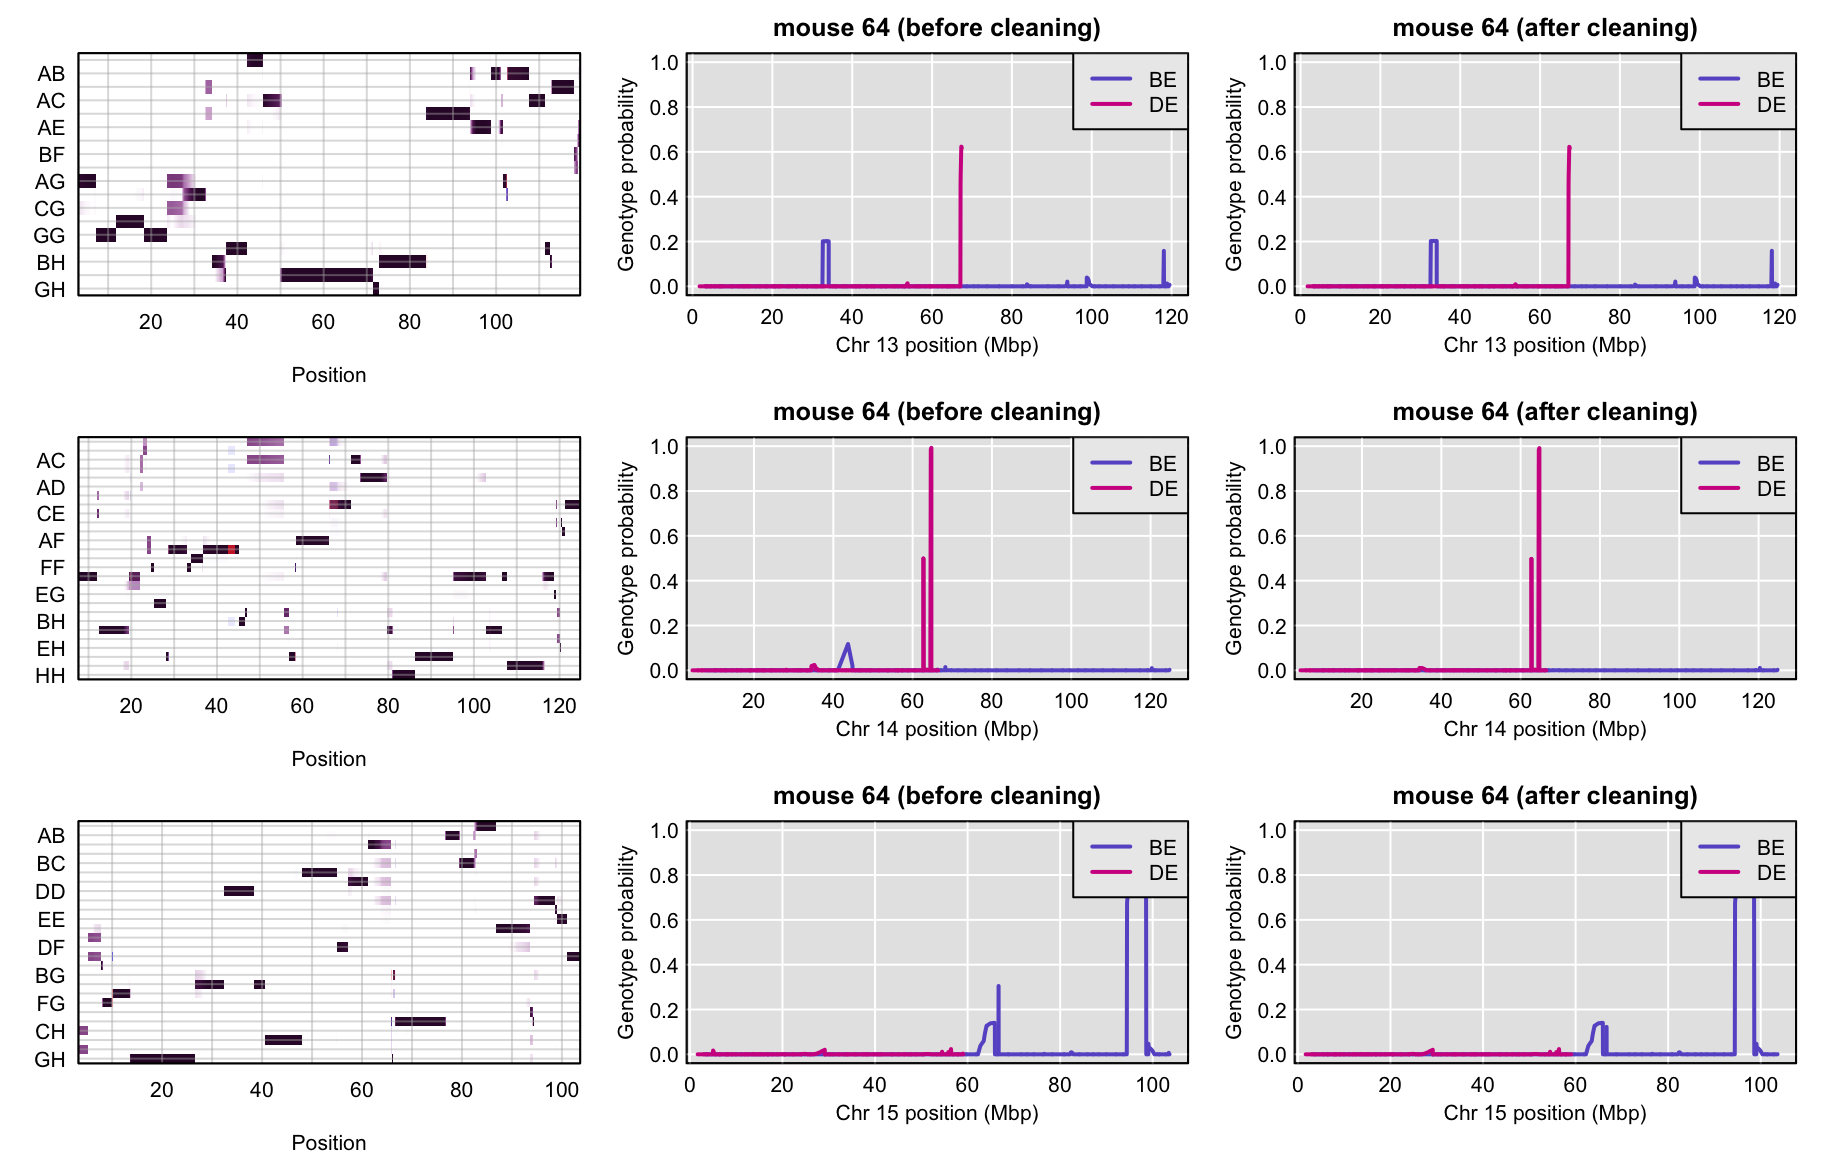 mouse 64 (before cleaning)
mouse 64 (after cleaning)
AB
AC
AE
BF
AG
CG
GG
BH
GH
20 40 60 80 100
Position
Genotype probability
1.0
0.8
0.6
0.4
0.2
0.0
BE
DE
0 20 40 60 80 100 120
Chr 13 position (Mbp)
Genotype probability
1.0
0.8
0.6
0.4
0.2
0.0
BE
DE
0 20 40 60 80 100 120
Chr 13 position (Mbp)
mouse 64 (before cleaning)
mouse 64 (after cleaning)
AC
AD
CE
AF
FF
EG
BH
EH
HH
20 40 60 80 100 120
Position
Genotype probability
1.0
0.8
0.6
0.4
0.2
0.0
BE
DE
20 40 60 80 100 120
Chr 14 position (Mbp)
Genotype probability
1.0
0.8
0.6
0.4
0.2
0.0
BE
DE
20 40 60 80 100 120
Chr 14 position (Mbp)
mouse 64 (before cleaning)
mouse 64 (after cleaning)
AB
BC
DD
EE
DF
BG
FG
CH
GH
20 40 60 80 100
Position
Genotype probability
1.0
0.8
0.6
0.4
0.2
0.0
BE
DE
0 20 40 60 80 100
Chr 15 position (Mbp)
Genotype probability
1.0
0.8
0.6
0.4
0.2
0.0
BE
DE
0 20 40 60 80 100
Chr 15 position (Mbp)